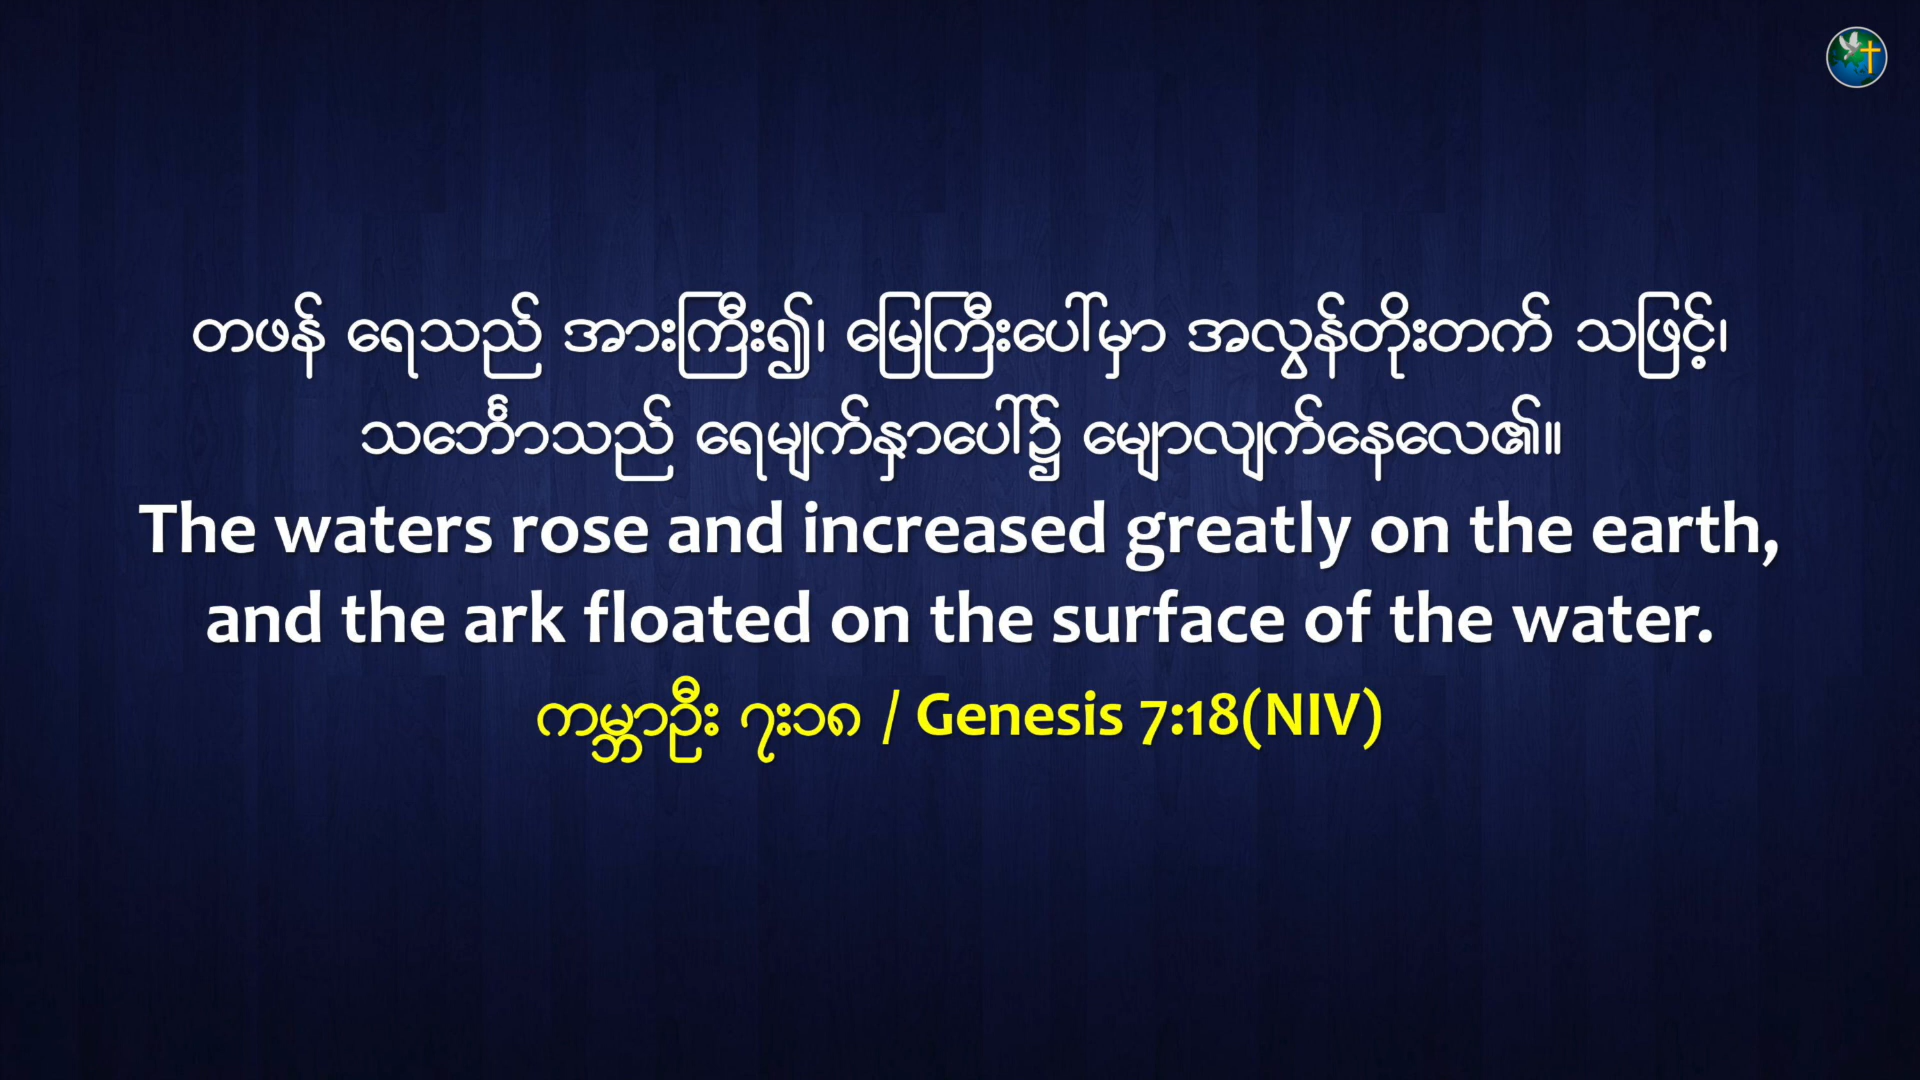 တဖန် ရေသည် အားကြီး၍၊ မြေကြီးပေါ်မှာ အလွန်တိုးတက် သဖြင့်၊
သင်္ဘောသည် ရေမျက်နှာပေါ်၌ မျောလျက်နေလေ၏။
The waters rose and increased greatly on the earth,
and the ark floated on the surface of the water.
ကမ္ဘာဦး ၇း၁၈ / Genesis 7:18(NIV)